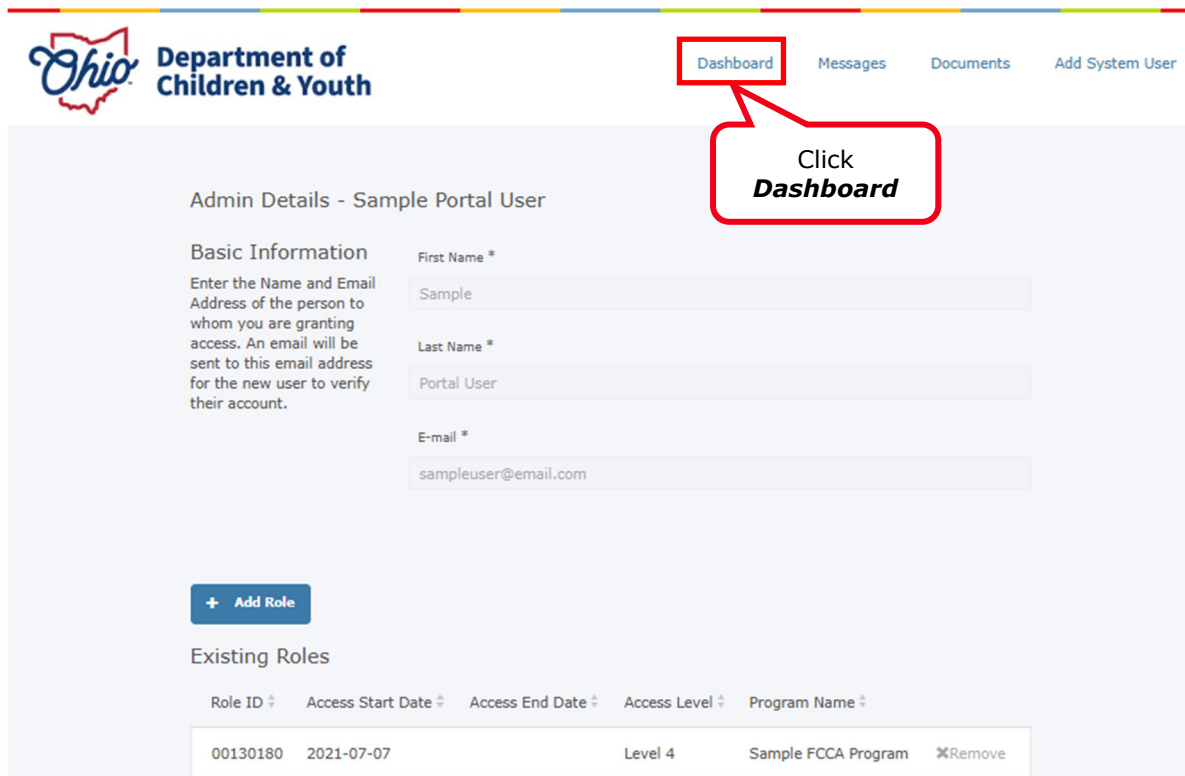 Ohio
Department of
Children & Youth
Dashboard Messages Documents Add System User
Click
Dashboard
Admin Details - Sample Portal User
Basic Information
Enter the Name and Email
Address of the person to
whom you are granting
access. An email will be
sent to this email address
for the new user to verify
their account.
First Name *
Sample
Last Name *
Portal User
E-mail *
sampleuser@email.com
+ Add Role
Existing Roles
Role ID Access Start Date Access End Date Access Level Program Name
00130180 2021-07-07 Level 4 Sample FCCA Program ✖Remove